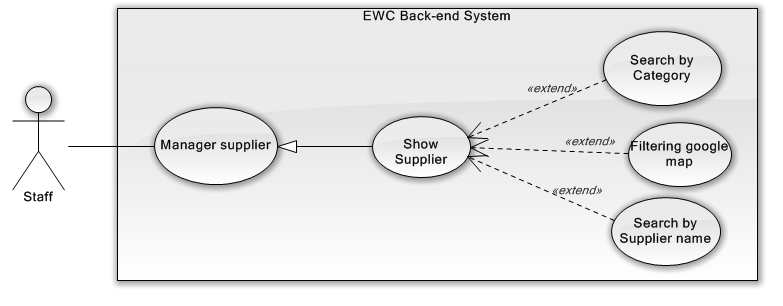 EWC Back-end System
Search by
Category
«extend»
Manager supplier
Show
Supplier
«extend»
Filtering google
map
«extend»
Staff
Search by
Supplier name